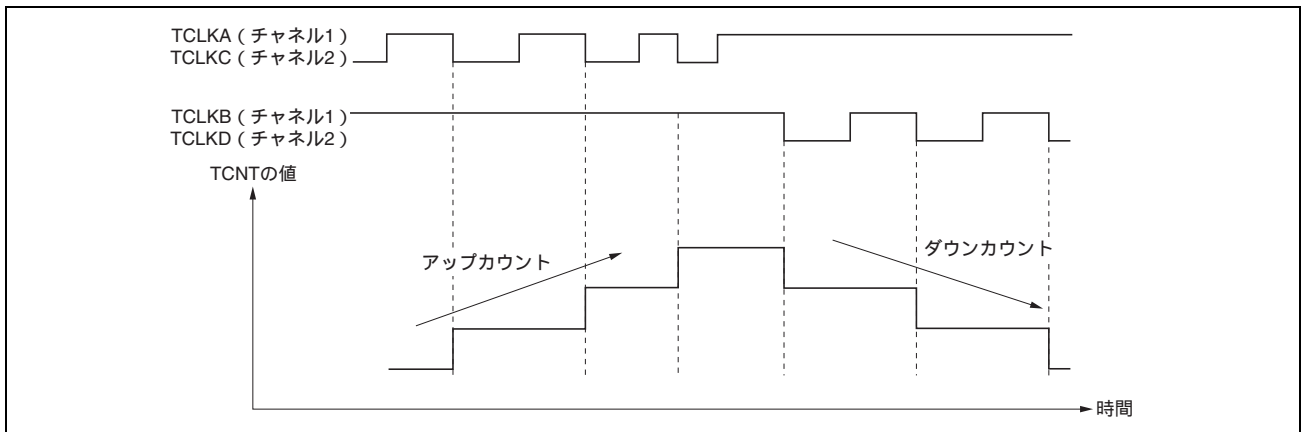 TCLKA（チャネル1）
TCLKC（チャネル2）
TCLKB（チャネル1）
TCLKD（チャネル2）
TCNTの値
アップカウント
ダウンカウント
時間